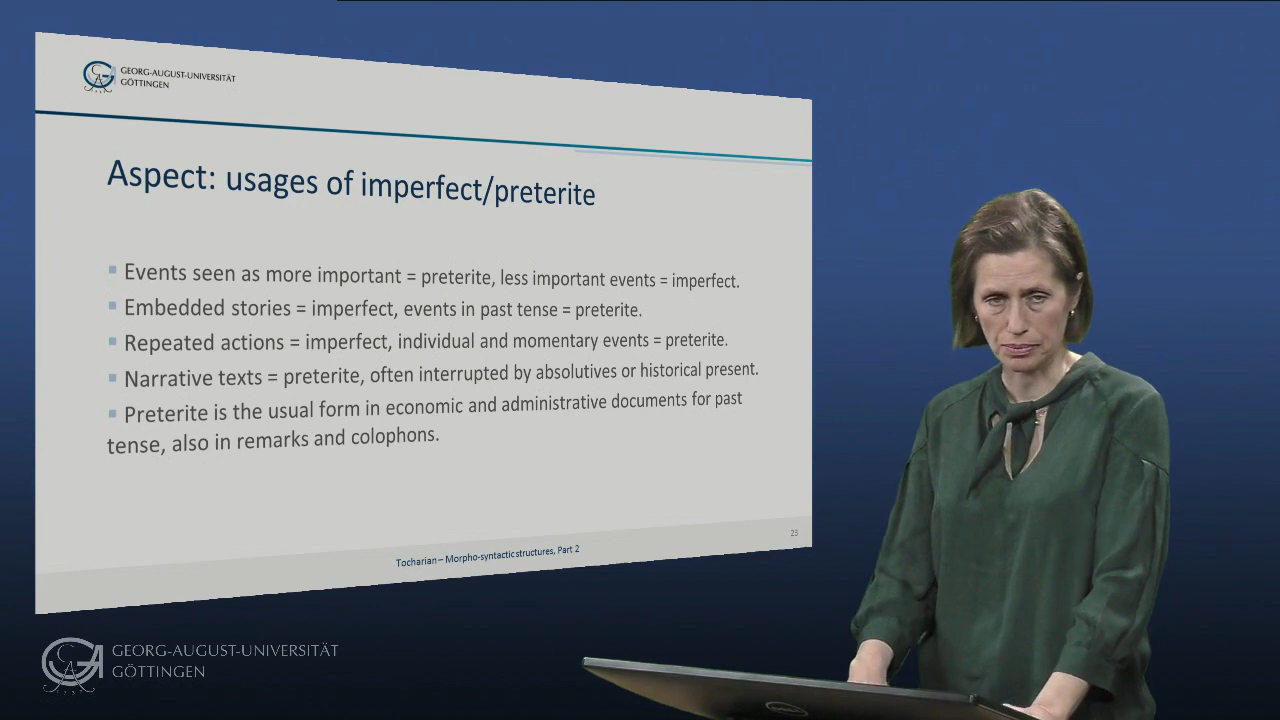 GEORG-AUGUST-UNIVERSITÄT
GÖTTINGEN
Aspect: usages of imperfect/preterite
Events seen as more important = preterite, less important events = imperfect.
Embedded stories = imperfect, events in past tense = preterite.
Repeated actions = imperfect, individual and momentary events = preterite.
Narrative texts = preterite, often interrupted by absolutives or historical present.
Preterite is the usual form in economic and administrative documents for past
tense, also in remarks and colophons.
23
Tocharian – Morpho-syntactic structures, Part 2
GEORG-AUGUST-UNIVERSITÄT
GÖTTINGEN